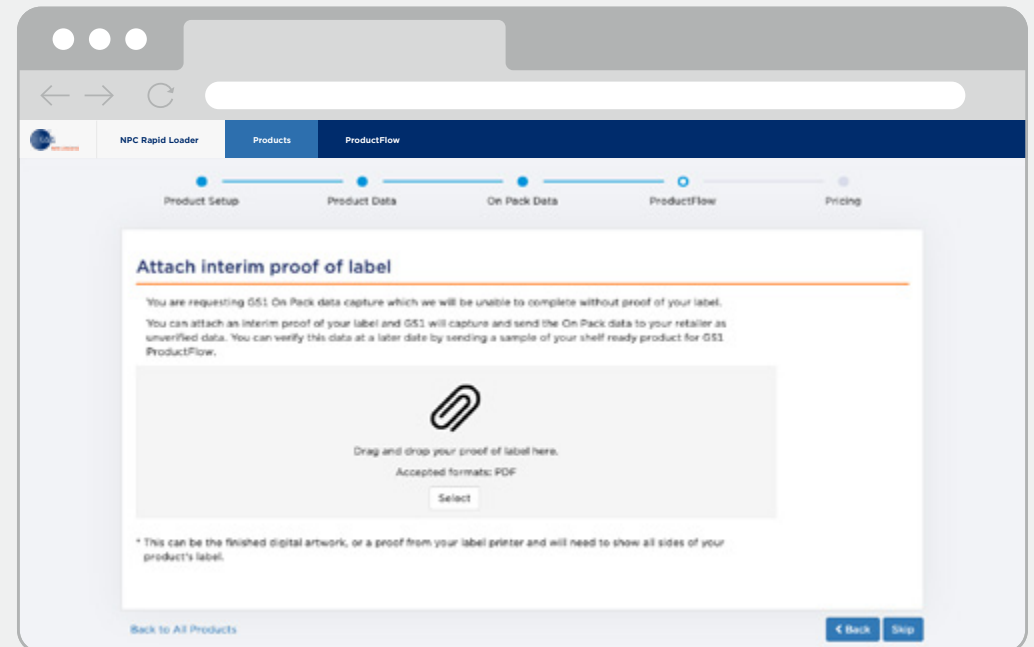 NPC Rapid Loader Products ProductFlow
Product Setup Product Data On Pack Data ProductFlow Pricing
Attach interim proof of label
You are requesting GS1 On Pack data capture which we will be unable to complete without proof of your label.
You can attach an interim proof of your label and GS1 will capture and send the On Pack data to your retailer as
unverified data. You can verify this data at a later date by sending a sample of your shelf ready product for GS1
ProductFlow.
Drag and drop your proof of label here.
Accepted formats: PDF
Select
* This can be the finished digital artwork, or a proof from your label printer and will need to show all sides of your
product's label.
Back to All Products
Back Skip